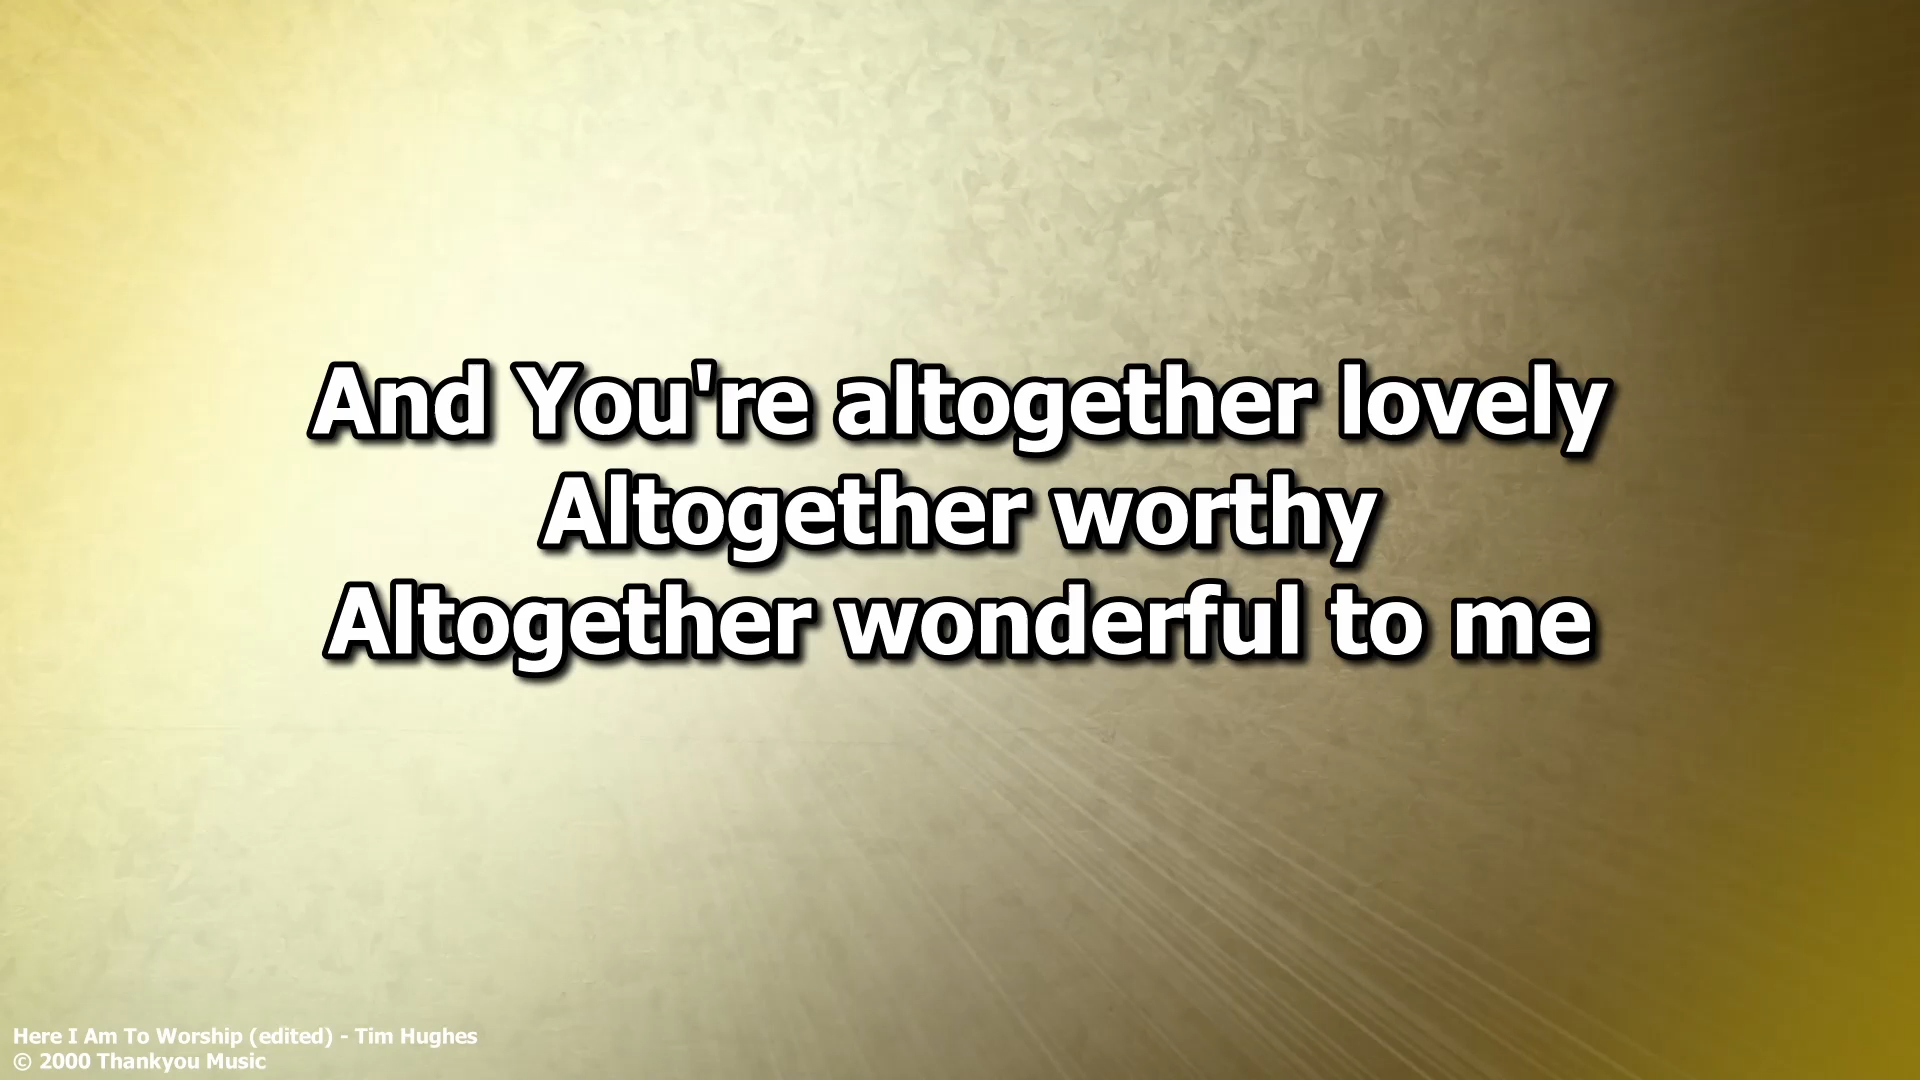 And You're altogether lovely
Altogether worthy
Altogether wonderful to me
Here I Am To Worship (edited) - Tim Hughes
© 2000 Thankyou Music